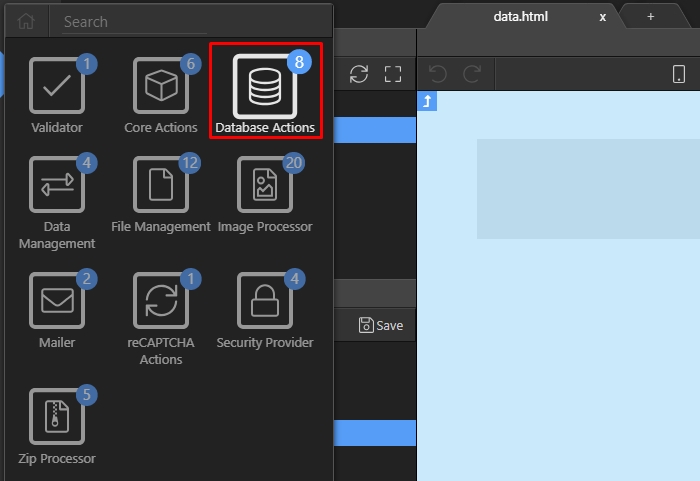 Search
data.html
x
+
1
Validator
6
Core Actions
8
Database Actions
4
Data
Management
12
File Management
20
Image Processor
2
Mailer
1
reCAPTCHA
Actions
4
Security Provider
Save
5
Zip Processor